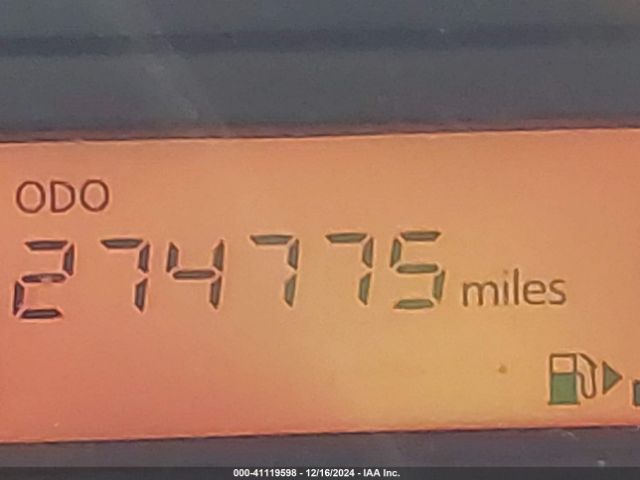 ODO
274775 miles
000-41119598 - 12/16/2024 - IAA Inc.